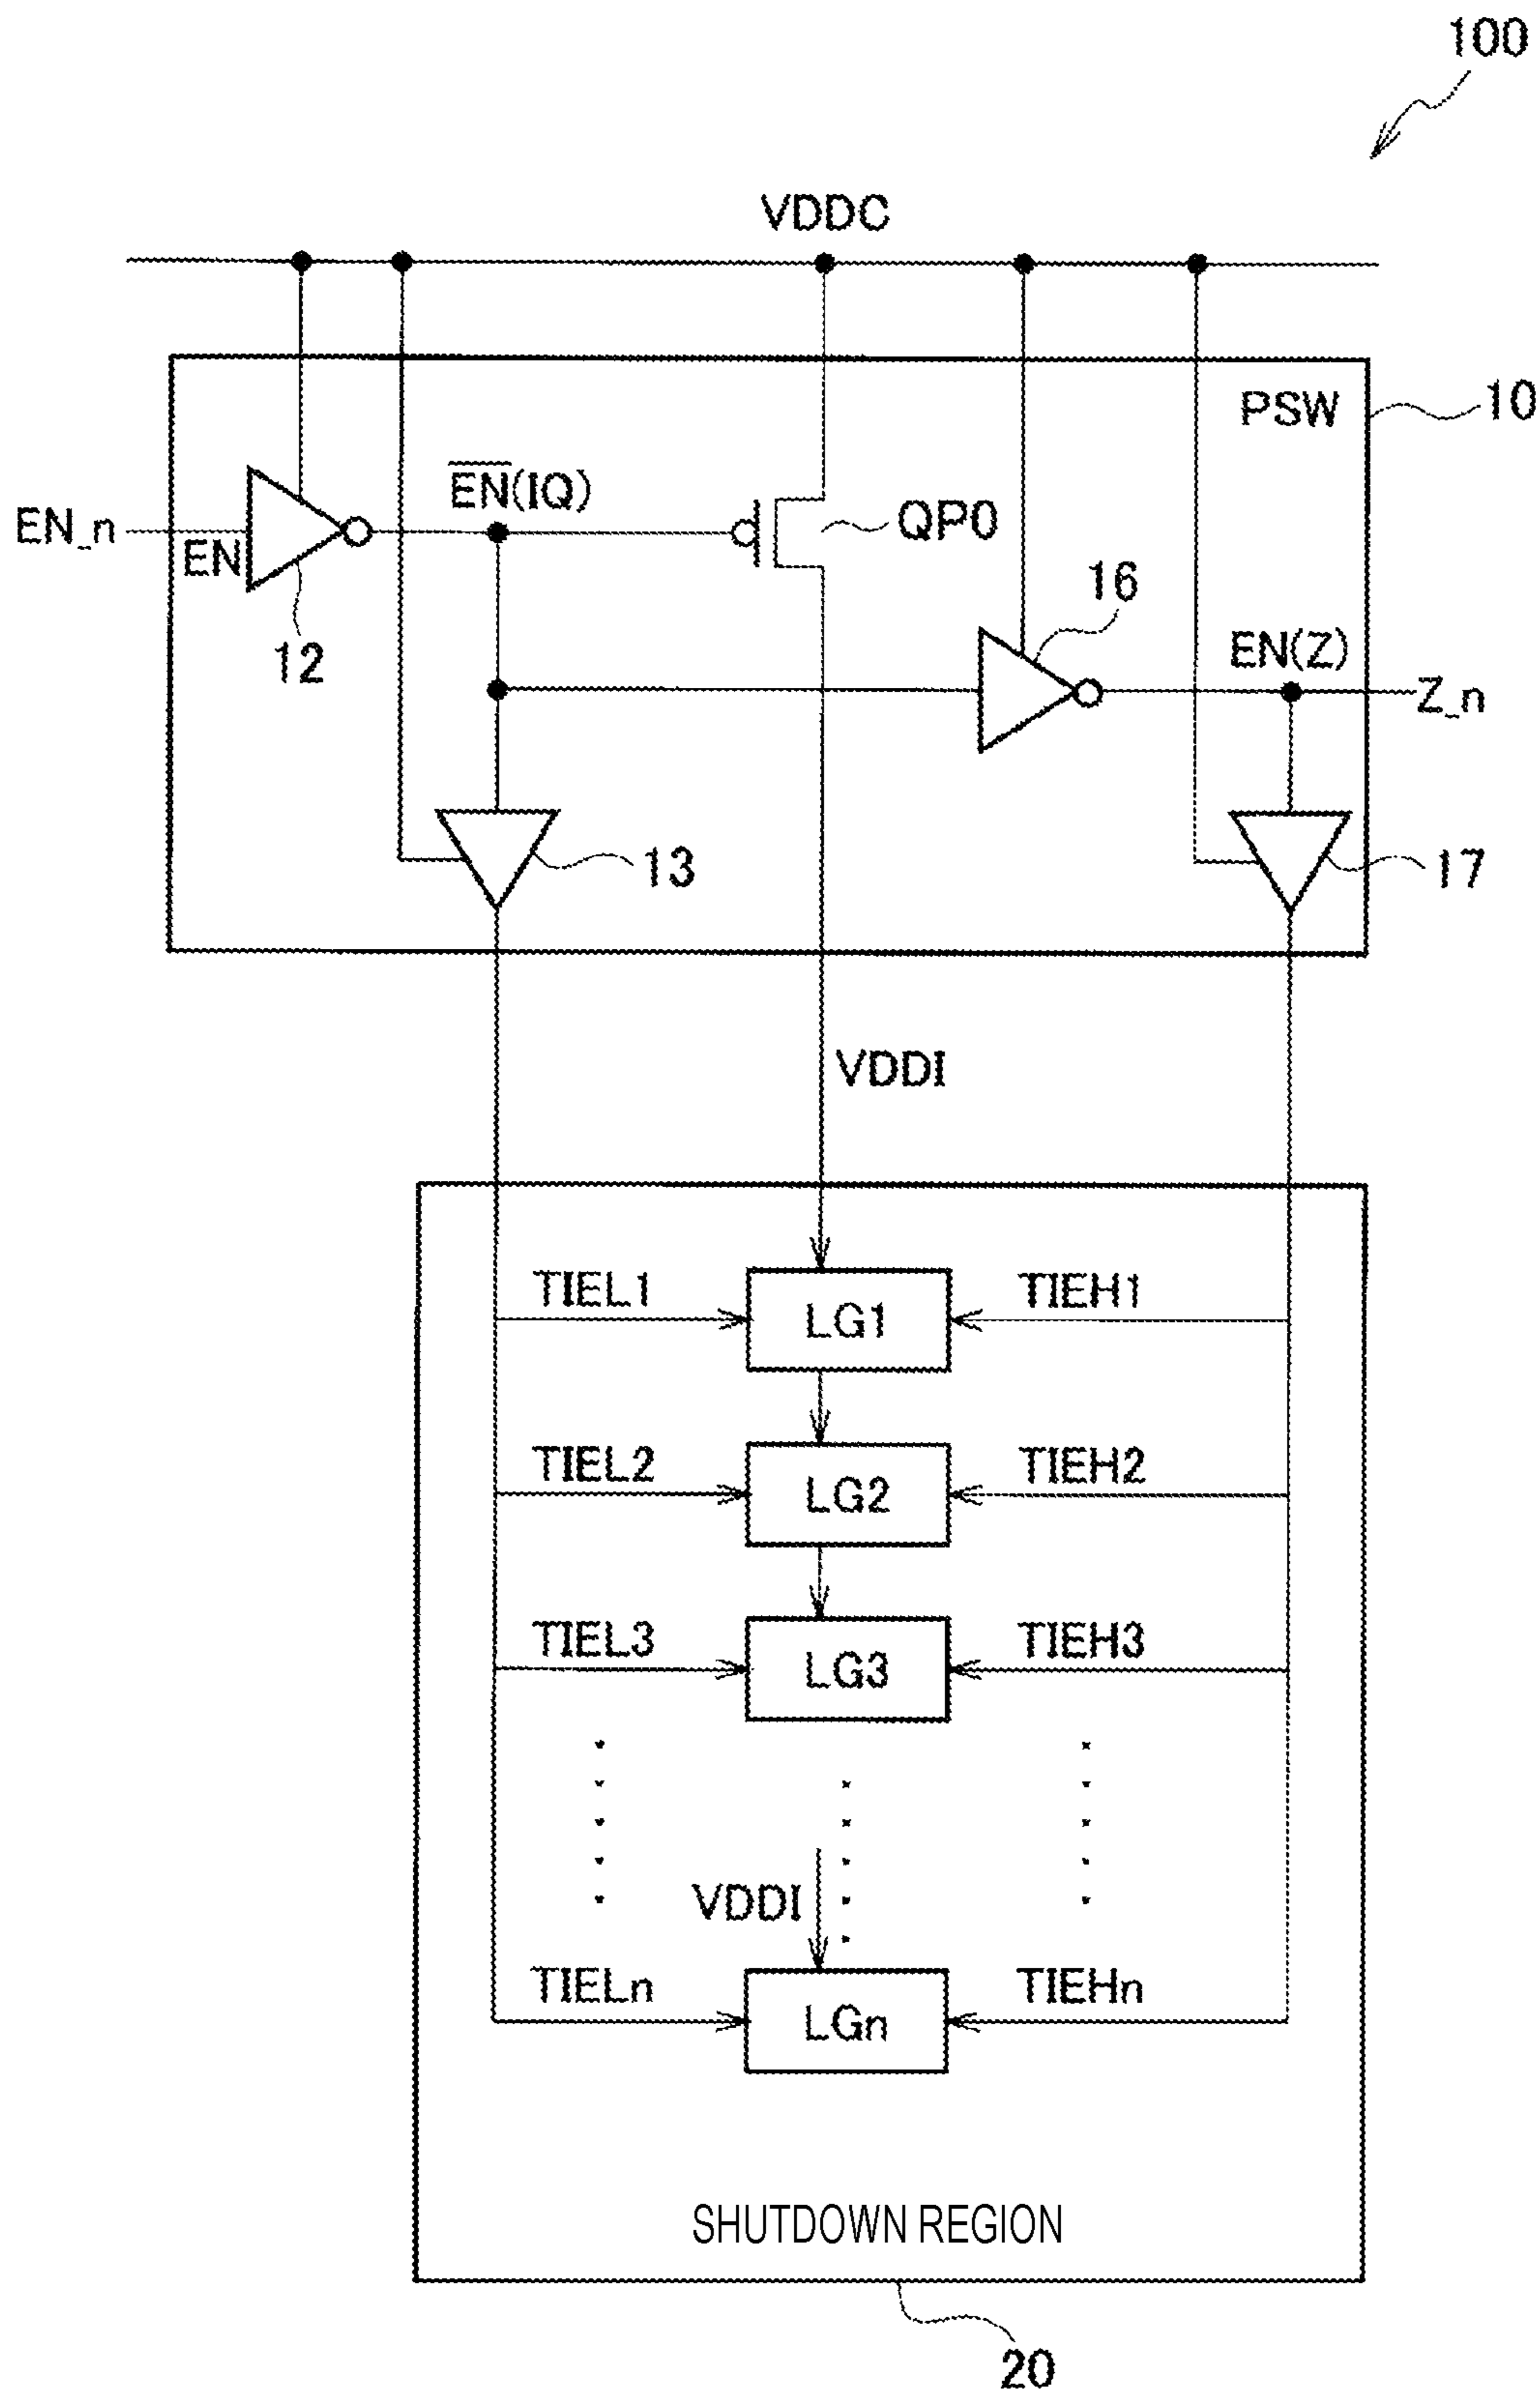 100
VDDC
PSW
10
E̅N̅(IQ)
QP0
EN_n
EN
12
16
EN(Z)
Z_n
13
17
VDDI
TIEL1
LG1
TIEH1
TIEL2
LG2
TIEH2
TIEL3
LG3
TIEH3
VDDI
TIELn
LGn
TIEHn
SHUTDOWN REGION
20